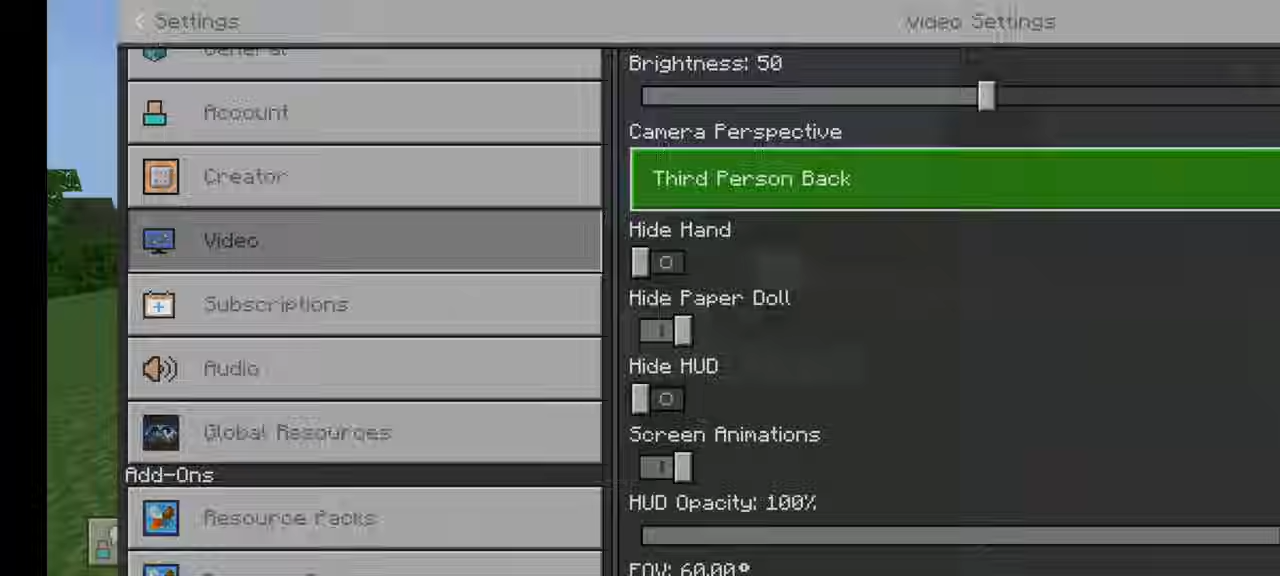 Settings
Video Settings
General
Account
Creator
Video
Subscriptions
Audio
Global Resources
Add-Ons
Resource Packs
Brightness: 50
Camera Perspective
Third Person Back
Hide Hand
Hide Paper Doll
Hide HUD
Screen Animations
HUD Opacity: 100%
FOV: 60.00°